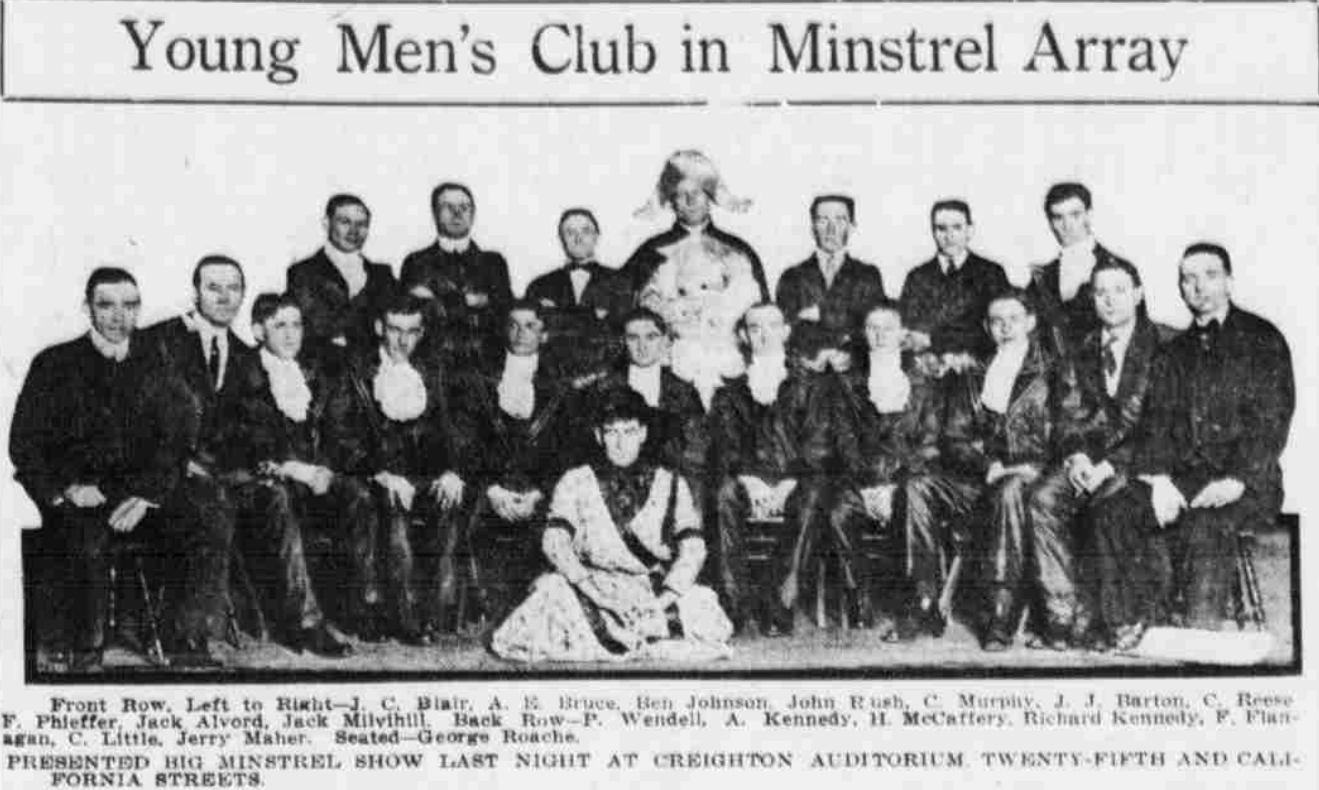 Young Men's Club in Minstrel Array
Front Row, Left to Right—J. C. Blair, A. E. Bruce, Ben Johnson, John Rush, C. Murphy, J. J. Barton, C. Reese
F. Phleffer, Jack Alvord, Jack Milvihill. Back Row—P. Wendell, A. Kennedy, H. McCaffery, Richard Kennedy, F. Flan-
agan, C. Little, Jerry Maher. Seated—George Roache.
PRESENTED BIG MINSTREL SHOW LAST NIGHT AT CREIGHTON AUDITORIUM, TWENTY-FIFTH AND CALI-
FORNIA STREETS.